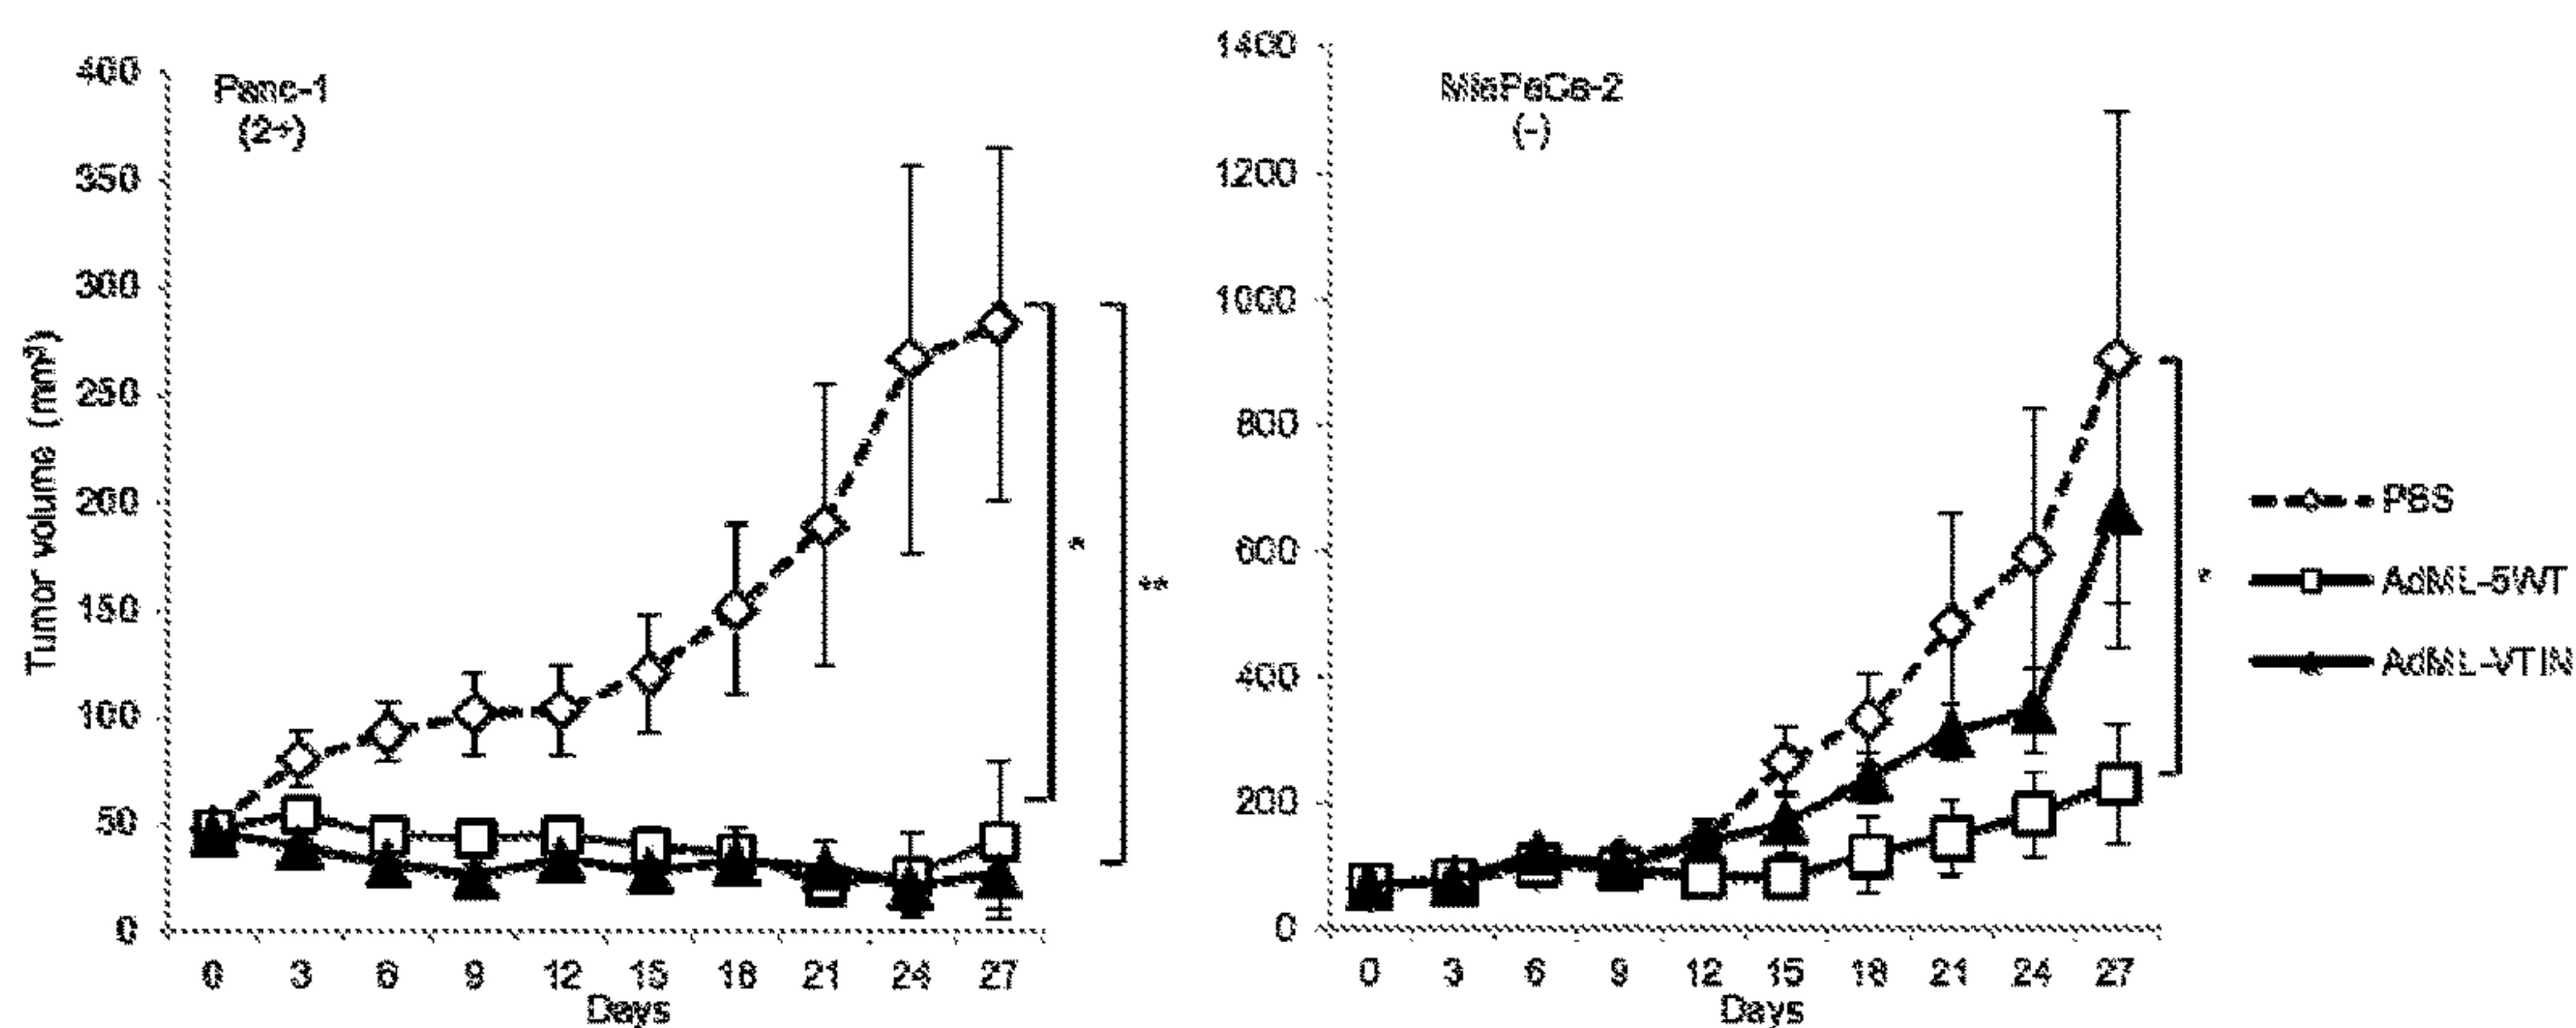 Panc-1
(2+)
Tumor volume (mm³)
400
350
300
250
200
150
100
50
0
0 3 6 9 12 15 18 21 24 27
Days
*
**
MiaPaCa-2
(-)
1400
1200
1000
800
600
400
200
0
0 3 6 9 12 15 18 21 24 27
Days
*
PBS
AdML-5WT
AdML-VTIN